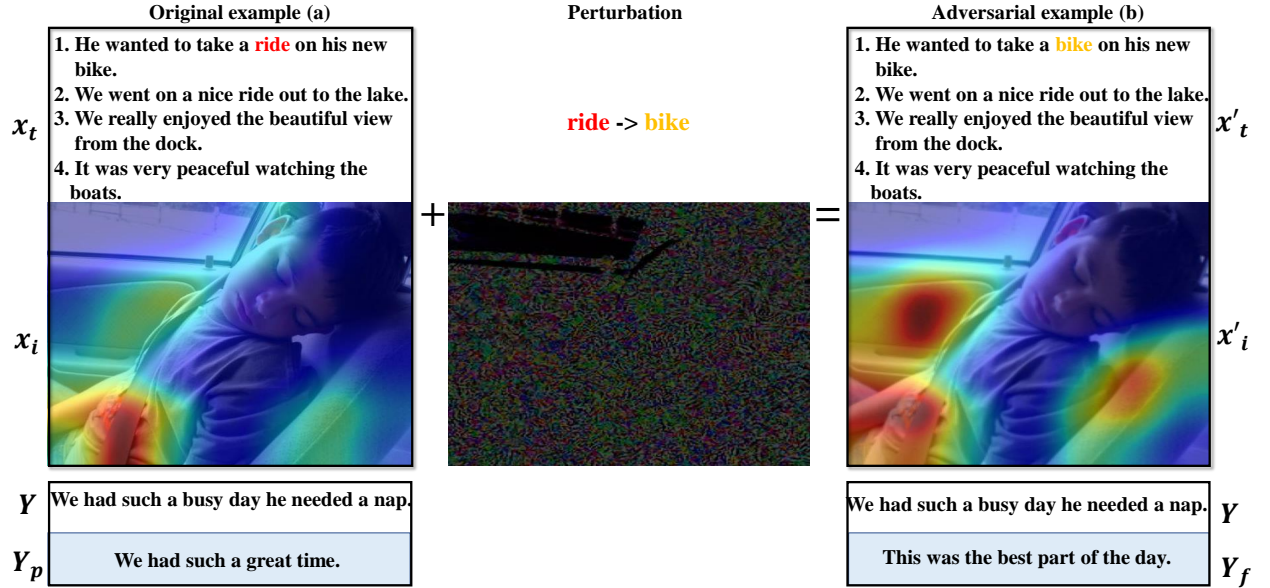 Original example (a)
Perturbation
Adversarial example (b)
1. He wanted to take a ride on his new
bike.
2. We went on a nice ride out to the lake.
3. We really enjoyed the beautiful view
from the dock.
4. It was very peaceful watching the
boats.
x_t
ride -> bike
1. He wanted to take a bike on his new
bike.
2. We went on a nice ride out to the lake.
3. We really enjoyed the beautiful view
from the dock.
4. It was very peaceful watching the
boats.
x'_t
+
=
x_i
x'_i
Y
We had such a busy day he needed a nap.
Y_p
We had such a great time.
We had such a busy day he needed a nap.
Y
This was the best part of the day.
Y_f